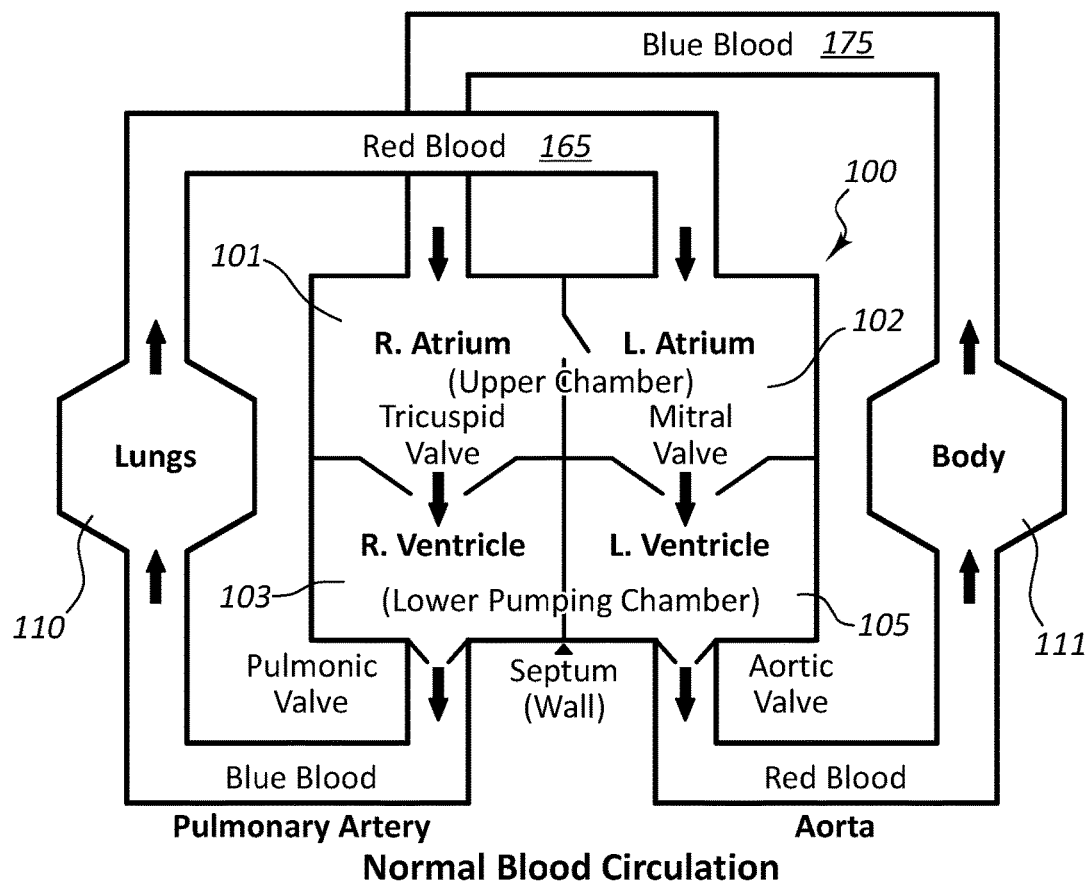 Blue Blood 175
Red Blood 165
100
101
102
R. Atrium
L. Atrium
(Upper Chamber)
Tricuspid
Valve
Mitral
Valve
Lungs
Body
R. Ventricle
L. Ventricle
103
(Lower Pumping Chamber)
105
110
111
Pulmonic
Valve
Septum
(Wall)
Aortic
Valve
Blue Blood
Red Blood
Pulmonary Artery
Aorta
Normal Blood Circulation